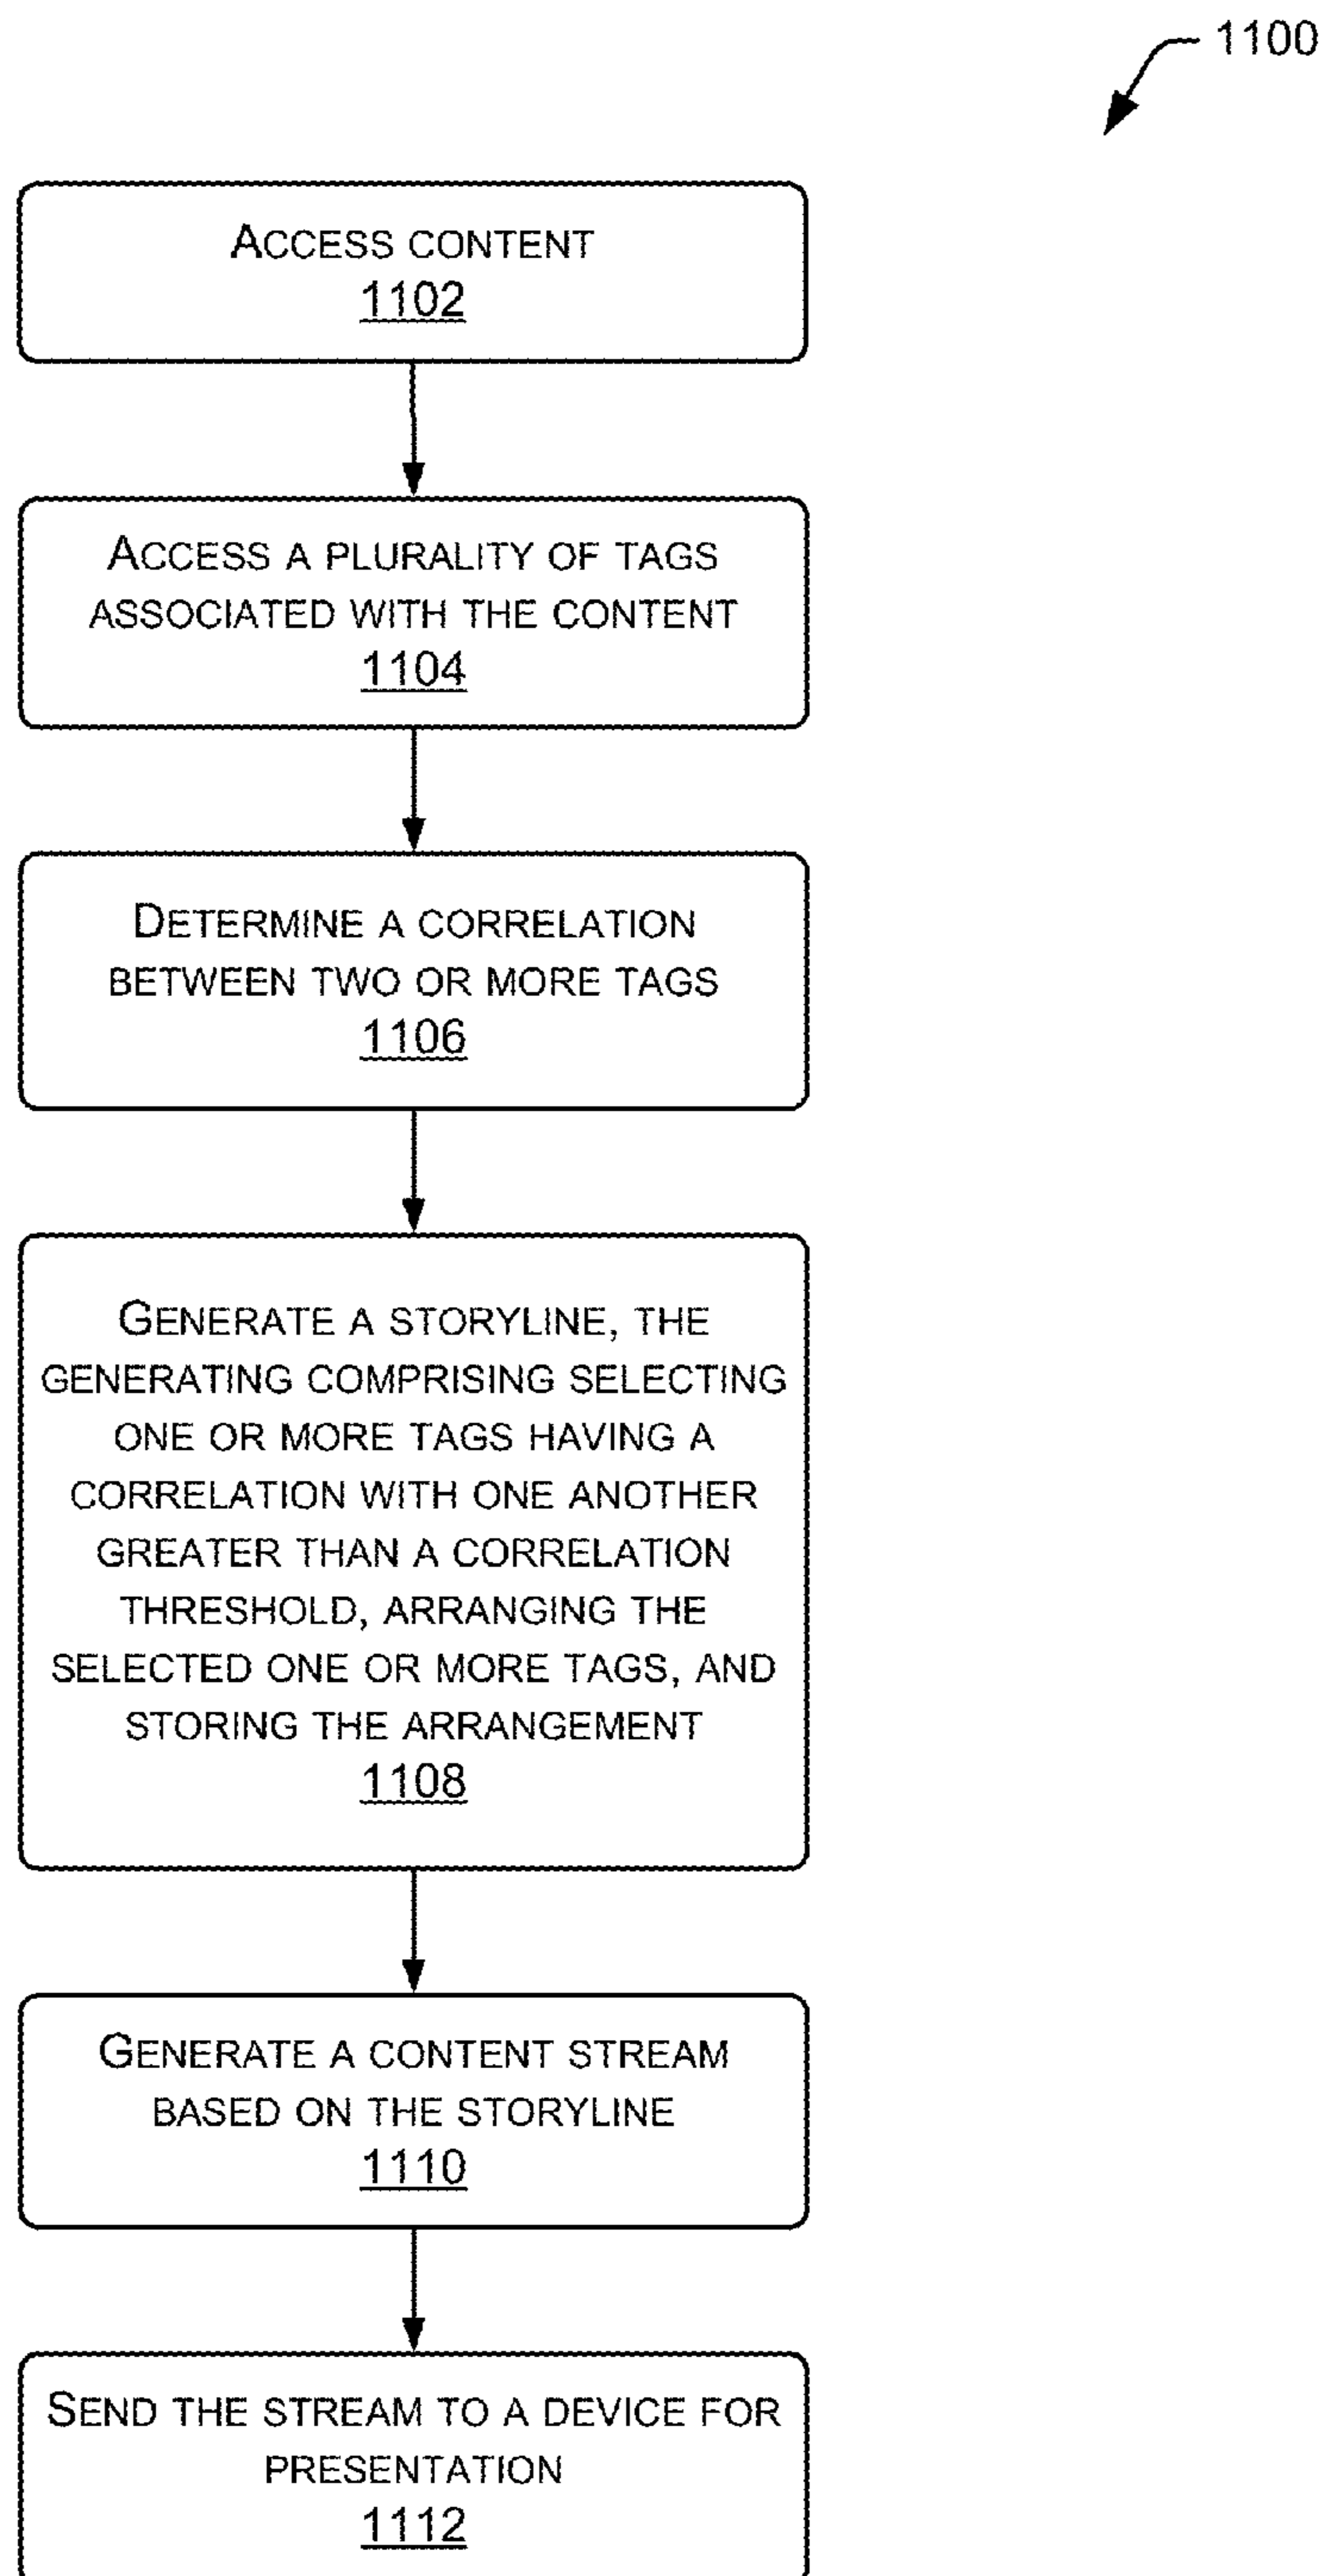 1100
ACCESS CONTENT
1102
ACCESS A PLURALITY OF TAGS
ASSOCIATED WITH THE CONTENT
1104
DETERMINE A CORRELATION
BETWEEN TWO OR MORE TAGS
1106
GENERATE A STORYLINE, THE
GENERATING COMPRISING SELECTING
ONE OR MORE TAGS HAVING A
CORRELATION WITH ONE ANOTHER
GREATER THAN A CORRELATION
THRESHOLD, ARRANGING THE
SELECTED ONE OR MORE TAGS, AND
STORING THE ARRANGEMENT
1108
GENERATE A CONTENT STREAM
BASED ON THE STORYLINE
1110
SEND THE STREAM TO A DEVICE FOR
PRESENTATION
1112